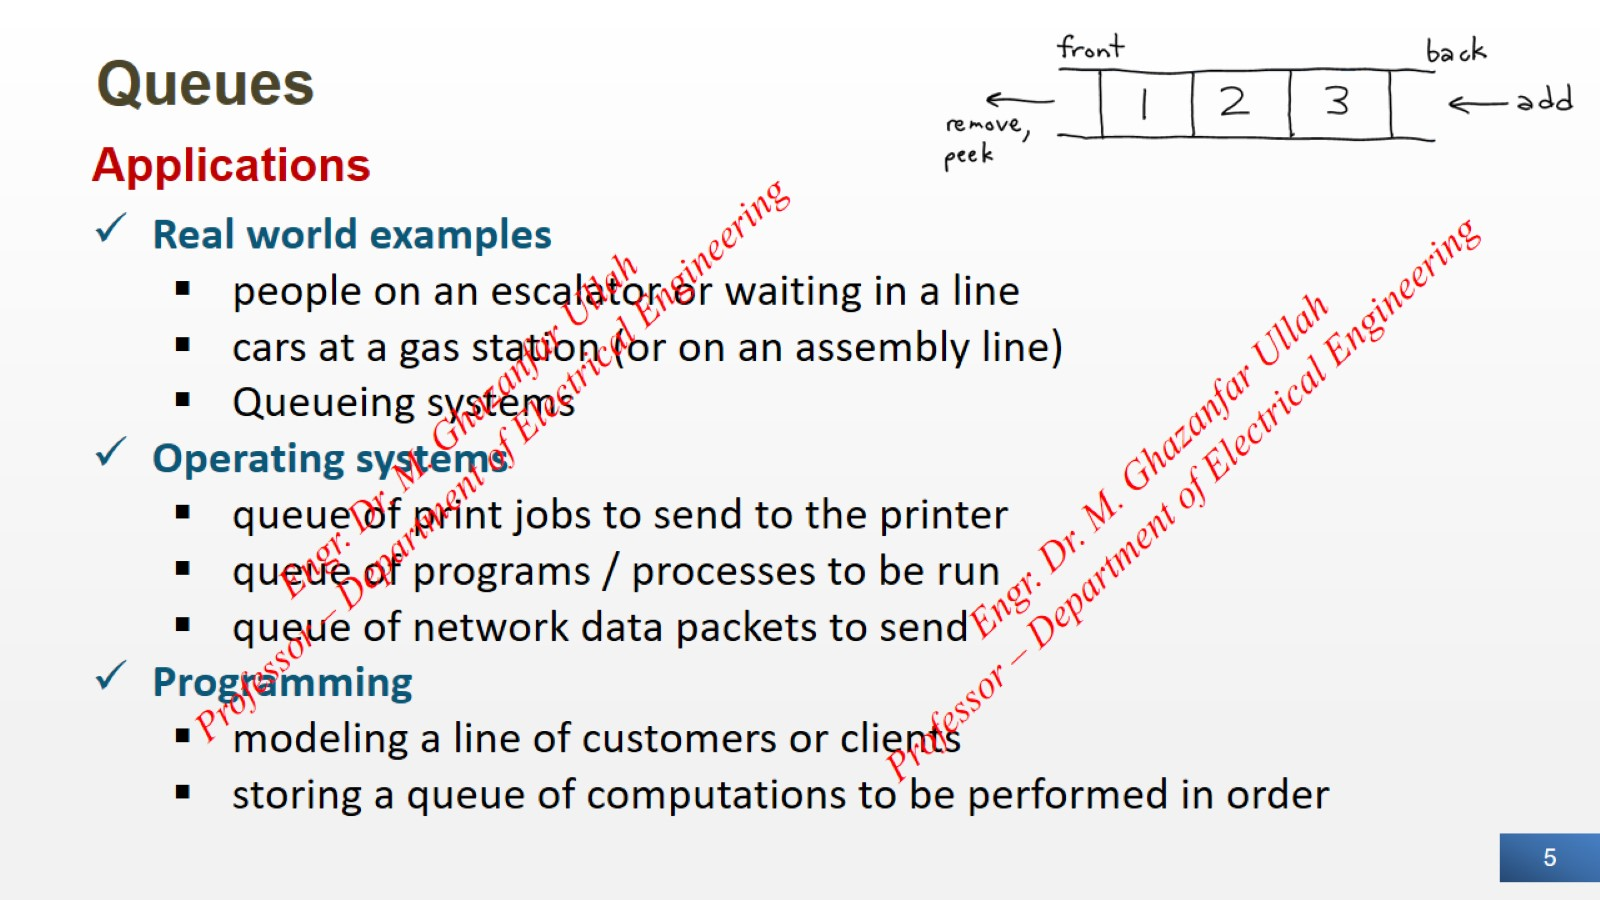 Queues
front
back
1 2 3
add
remove,
peek
Applications
✓ Real world examples
▪ people on an escalator or waiting in a line
▪ cars at a gas station (or on an assembly line)
▪ Queueing systems
✓ Operating systems
▪ queue of print jobs to send to the printer
▪ queue of programs / processes to be run
▪ queue of network data packets to send
✓ Programming
▪ modeling a line of customers or clients
▪ storing a queue of computations to be performed in order
Engr. Dr. M. Ghazanfar Ullah
Professor – Department of Electrical Engineering
Engr. Dr. M. Ghazanfar Ullah
Professor – Department of Electrical Engineering
5